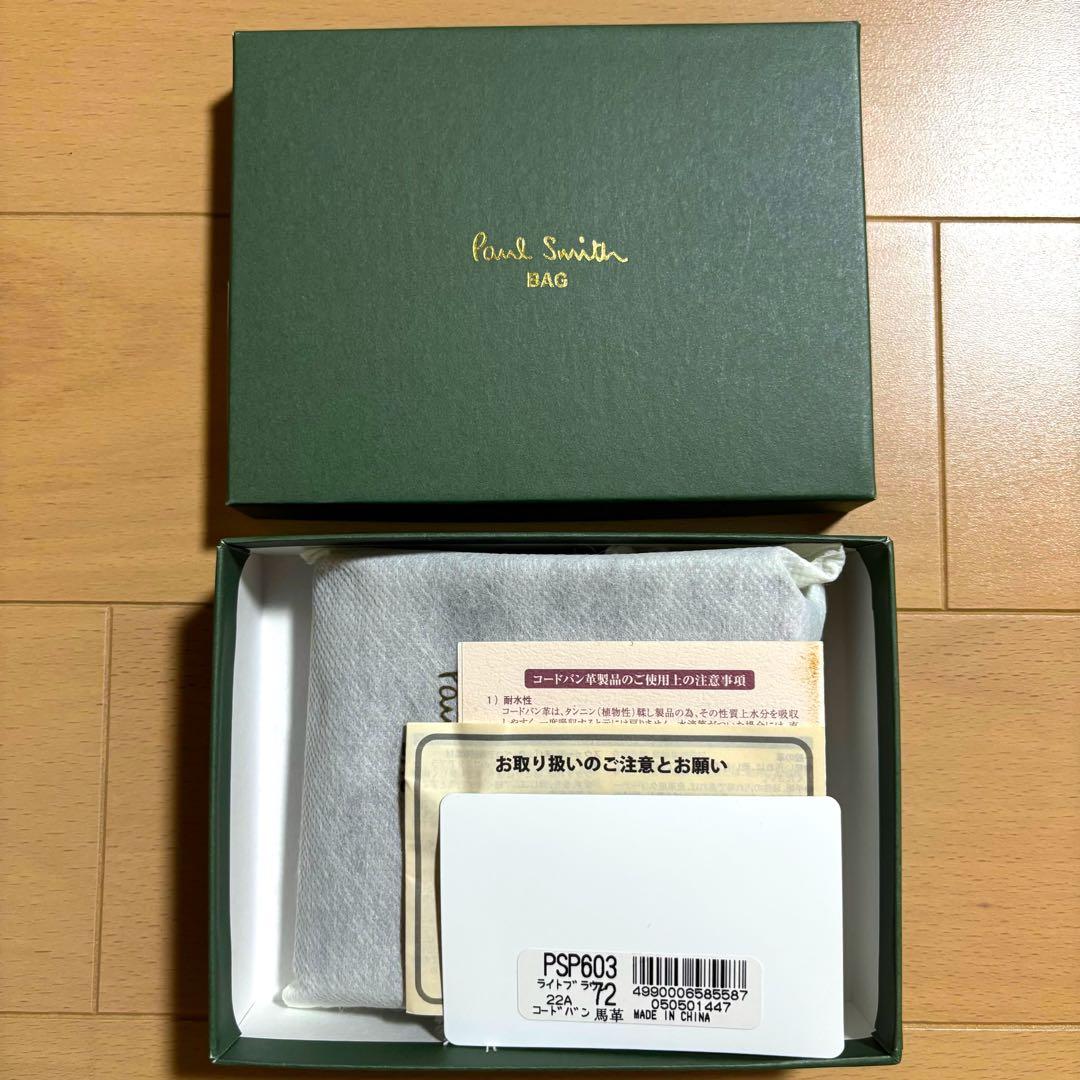 Paul Smith
BAG
Pau
コードバン革製品のご使用上の注意事項
1）耐水性
コードバン革は、タンニン（植物性）鞣し製品の為、その性質上水分を吸収
お取り扱いのご注意とお願い
PSP603
ライトブラウ
72
22A
コードバン 馬革
4990006585587
050501447
MADE IN CHINA